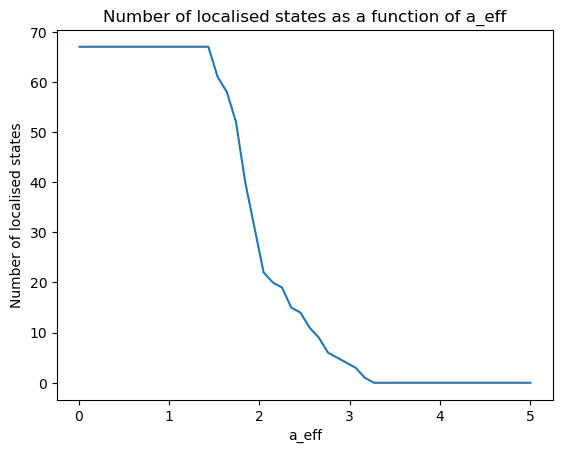 Number of localised states as a function of a_eff
Number of localised states
70
60
50
40
30
20
10
0
0 1 2 3 4 5
a_eff